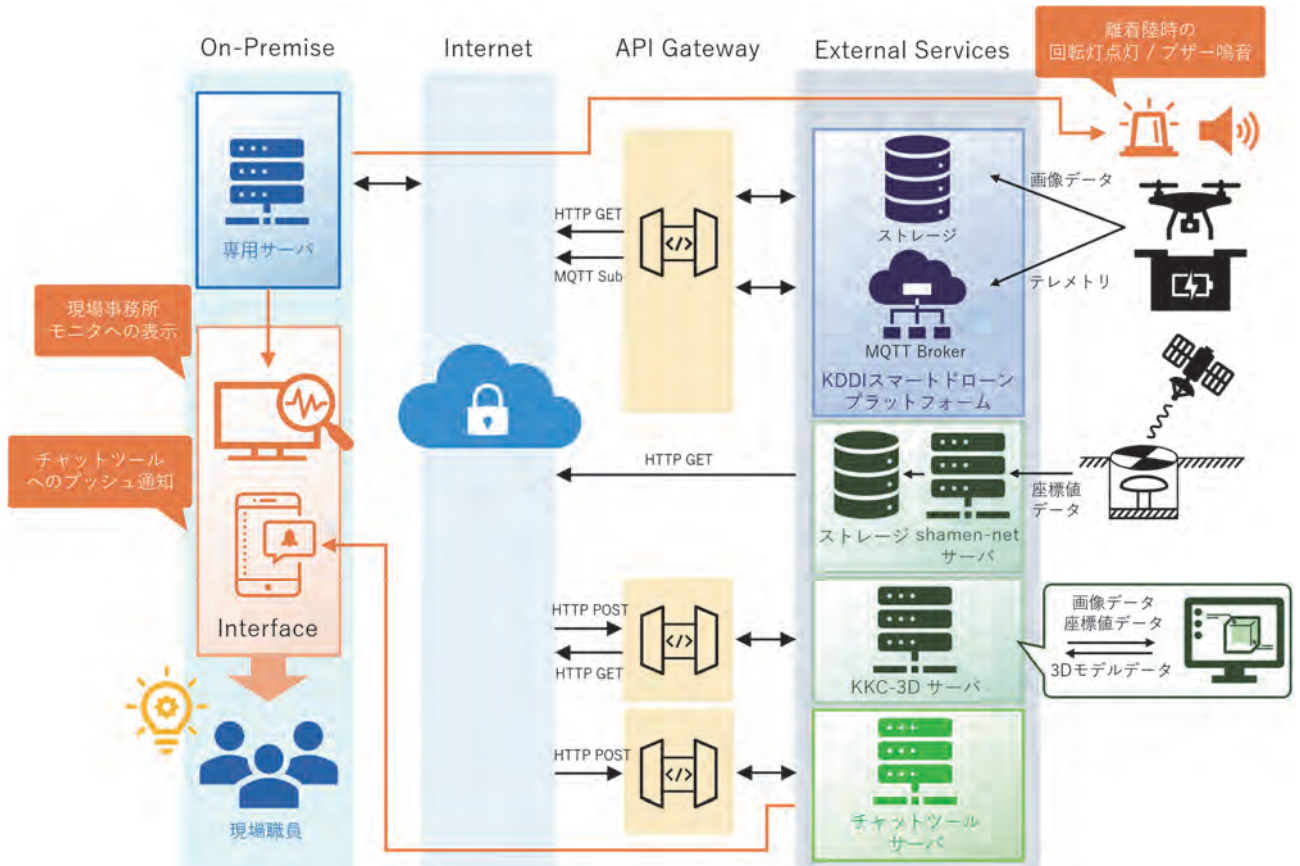 On-Premise
Internet
API Gateway
External Services
離着陸時の
回転灯点灯 / ブザー鳴音
専用サーバ
HTTP GET
MQTT Sub
</>
ストレージ
MQTT Broker
KDDIスマートドローン
プラットフォーム
画像データ
テレメトリ
現場事務所
モニタへの表示
チャットツール
へのプッシュ通知
HTTP GET
ストレージ
shamen-net
サーバ
座標値
データ
Interface
HTTP POST
HTTP GET
</>
KKC-3D サーバ
画像データ
座標値データ
3Dモデルデータ
HTTP POST
</>
チャットツール
サーバ
現場職員